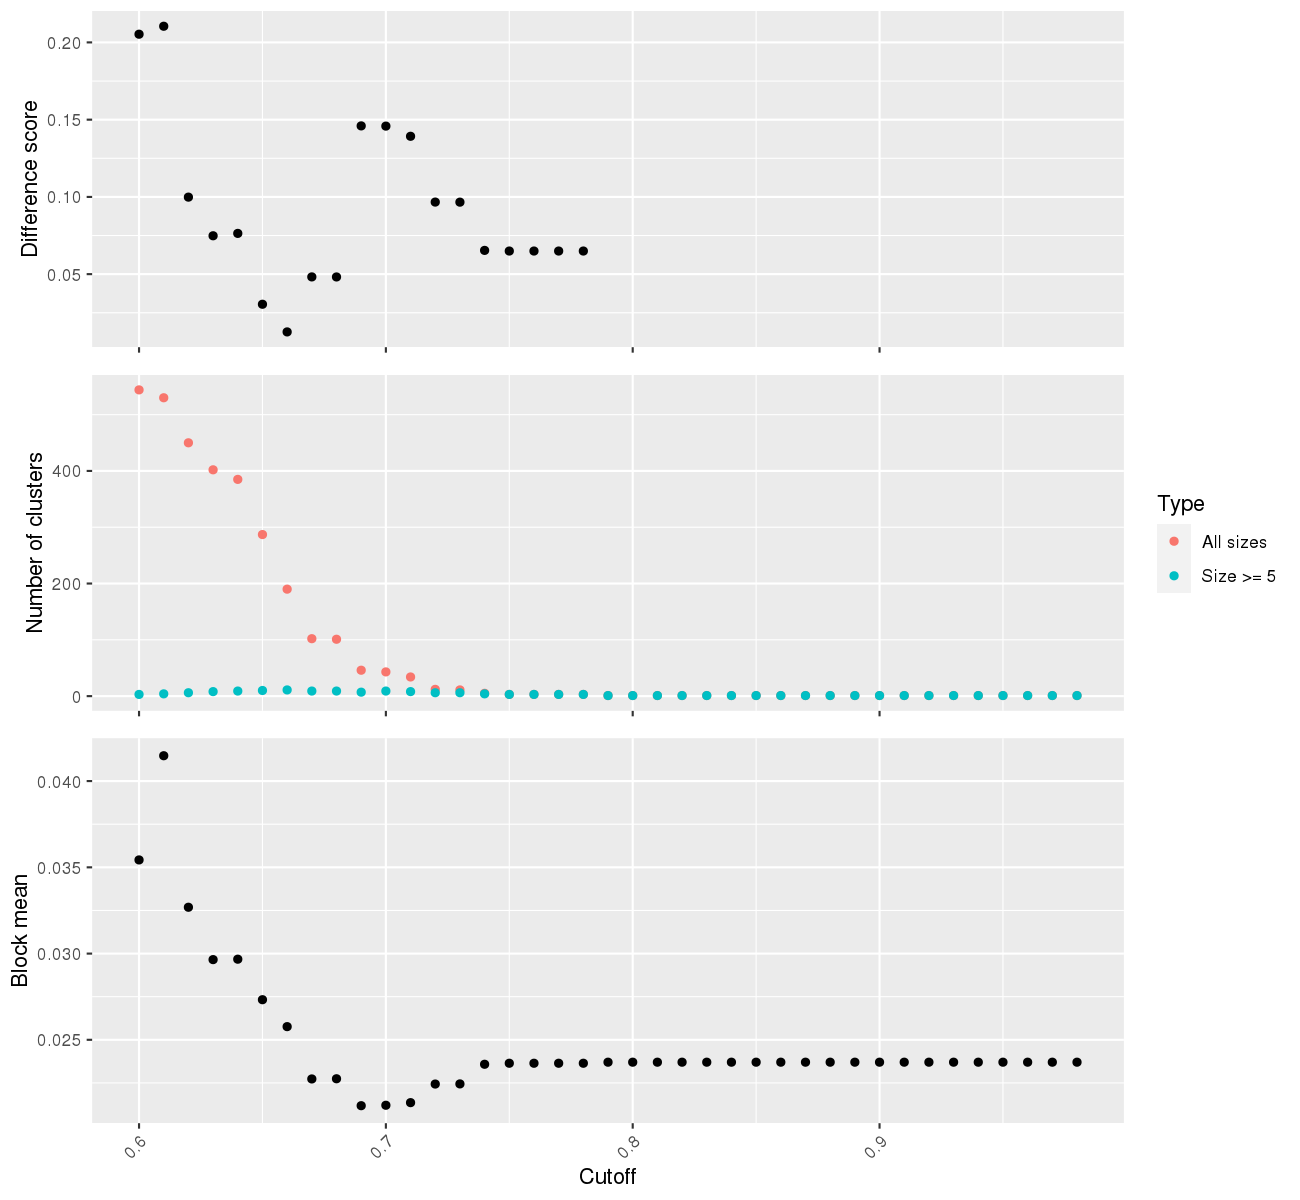 Difference score
0.20
0.15
0.10
0.05
Number of clusters
400
200
0
Type
All sizes
Size >= 5
Block mean
0.040
0.035
0.030
0.025
0.6
0.7
0.8
0.9
Cutoff